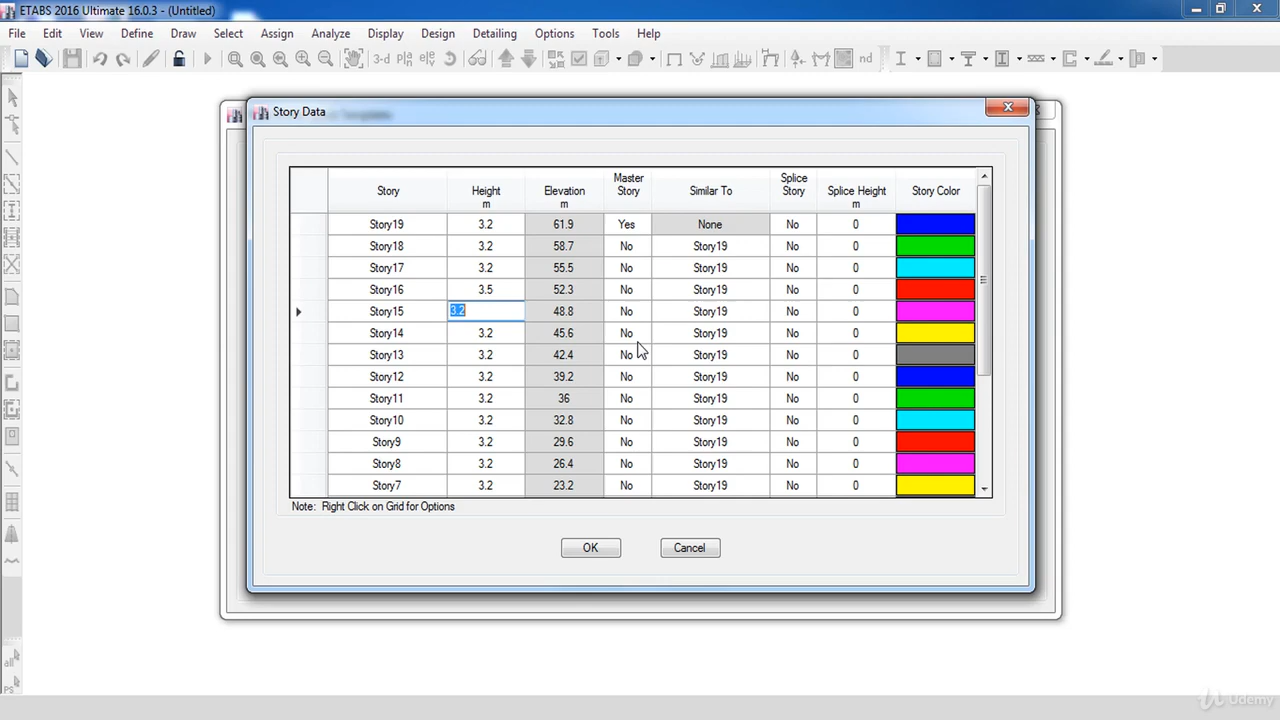 ETABS 2016 Ultimate 16.0.3 - (Untitled)
File Edit View Define Draw Select Assign Analyze Display Design Detailing Options Tools Help
3-d plạ elẹ nd
Story Data
Story Height m Elevation m Master Story Similar To Splice Story Splice Height m Story Color
Story19 3.2 61.9 Yes None No 0
Story18 3.2 58.7 No Story19 No 0
Story17 3.2 55.5 No Story19 No 0
Story16 3.5 52.3 No Story19 No 0
Story15 3.2 48.8 No Story19 No 0
Story14 3.2 45.6 No Story19 No 0
Story13 3.2 42.4 No Story19 No 0
Story12 3.2 39.2 No Story19 No 0
Story11 3.2 36 No Story19 No 0
Story10 3.2 32.8 No Story19 No 0
Story9 3.2 29.6 No Story19 No 0
Story8 3.2 26.4 No Story19 No 0
Story7 3.2 23.2 No Story19 No 0
Note: Right Click on Grid for Options
OK Cancel
all
PS
Udemy